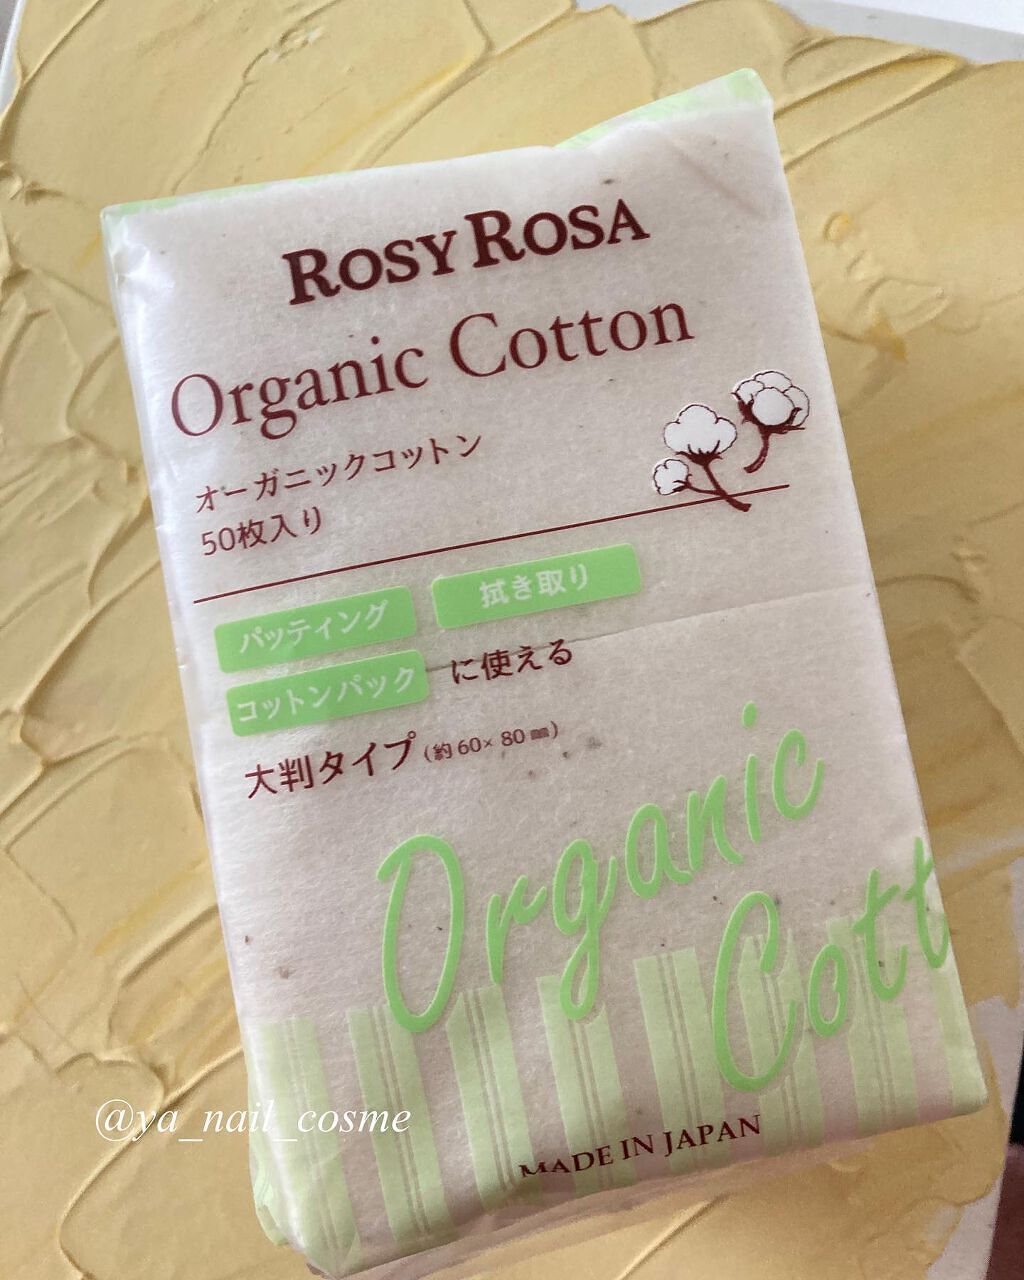 ROSY ROSA
Organic Cotton
オーガニックコットン
50枚入り
パッティング 拭き取り
コットンパック に使える
大判タイプ (約60×80㎜)
Organic
Cott
MADE IN JAPAN
@ya_nail_cosme